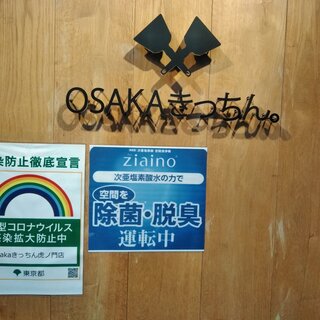 OSAKAきっちん。
染防止徹底宣言
型コロナウイルス
感染拡大防止中
akaきっちん虎ノ門店
東京都
ziaino
次亜塩素酸水の力で
空間を
除菌・脱臭
運転中